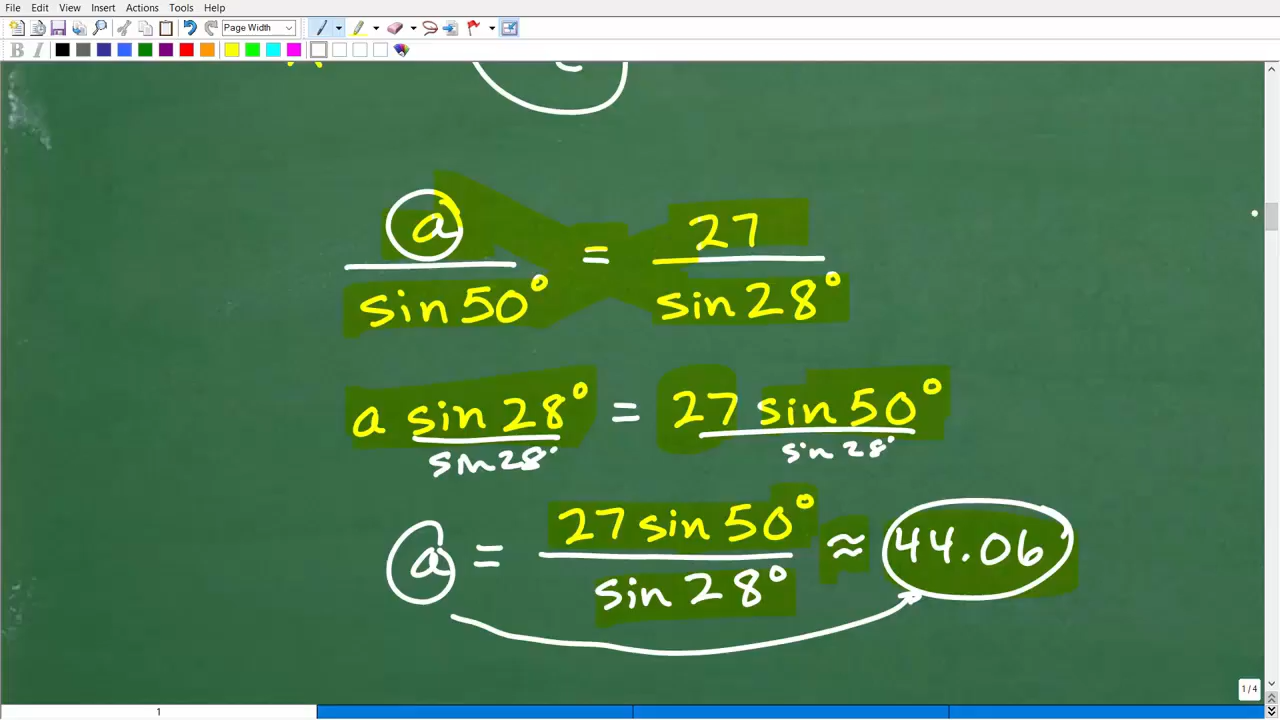 File Edit View Insert Actions Tools Help
Page Width
B I
c
a = 27
sin 50° sin 28°
a sin 28° = 27 sin 50°
sin 28° sin 28°
a = 27 sin 50° ≈ 44.06
sin 28°
1/4
1